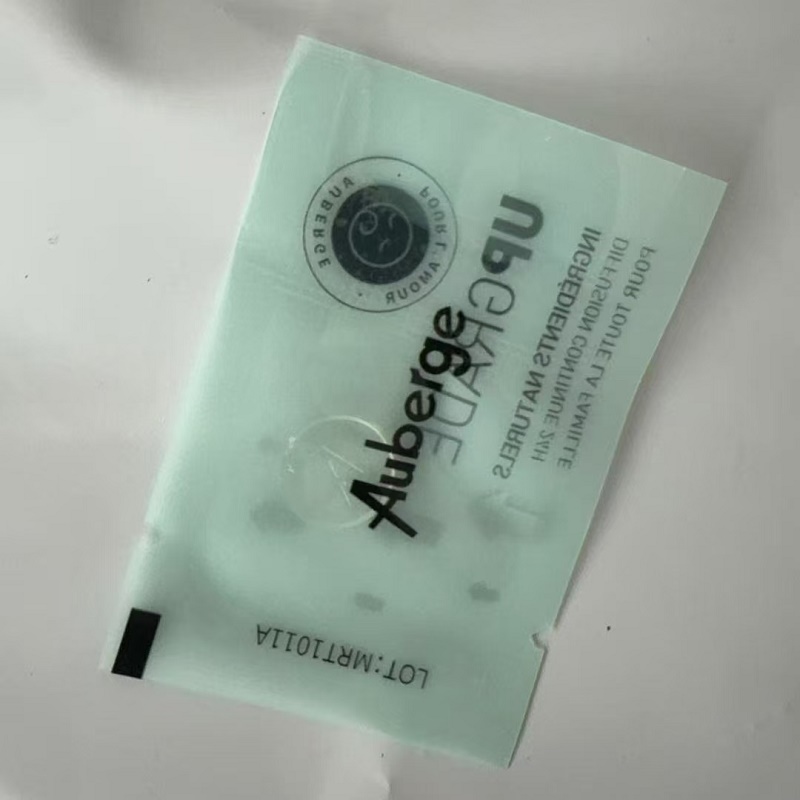 AUBERGE
POUR L'AMOUR
UPGRADE
INGRÉDIENTS NATURELS
DIFFUSION CONTINUE 24H
POUR TOUTE LA FAMILLE
Auberge
LOT:MRT1011A